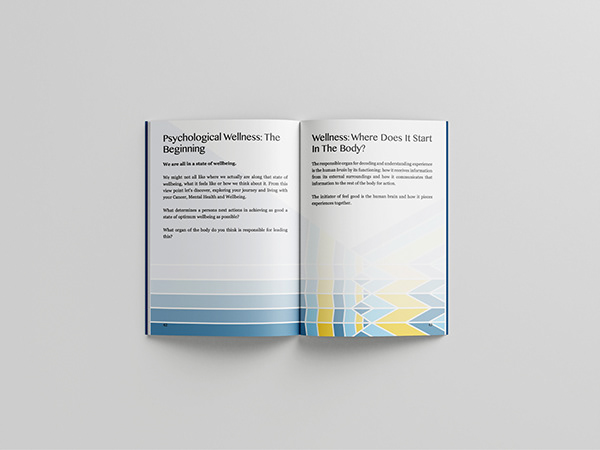 Psychological Wellness: The
Beginning
We are all in a state of wellbeing.
We might not all like where we actually are along that state of
wellbeing, what it feels like or how we think about it. From this
view point let's discover, exploring your journey and living with
your Career, Mental Health and Wellbeing.
What determines a persons next actions in achieving as good a
state of optimum wellbeing as possible?
What organ of the body do you think is responsible for leading
this?
Wellness: Where Does It Start
In The Body?
The responsible organ for decoding and understanding experience
is the human brain by its functioning; how it receives information
from its external surroundings and how it communicates that
information to the rest of the body for action.
The initiator of feel good is the human brain and how it pieces
experiences together.